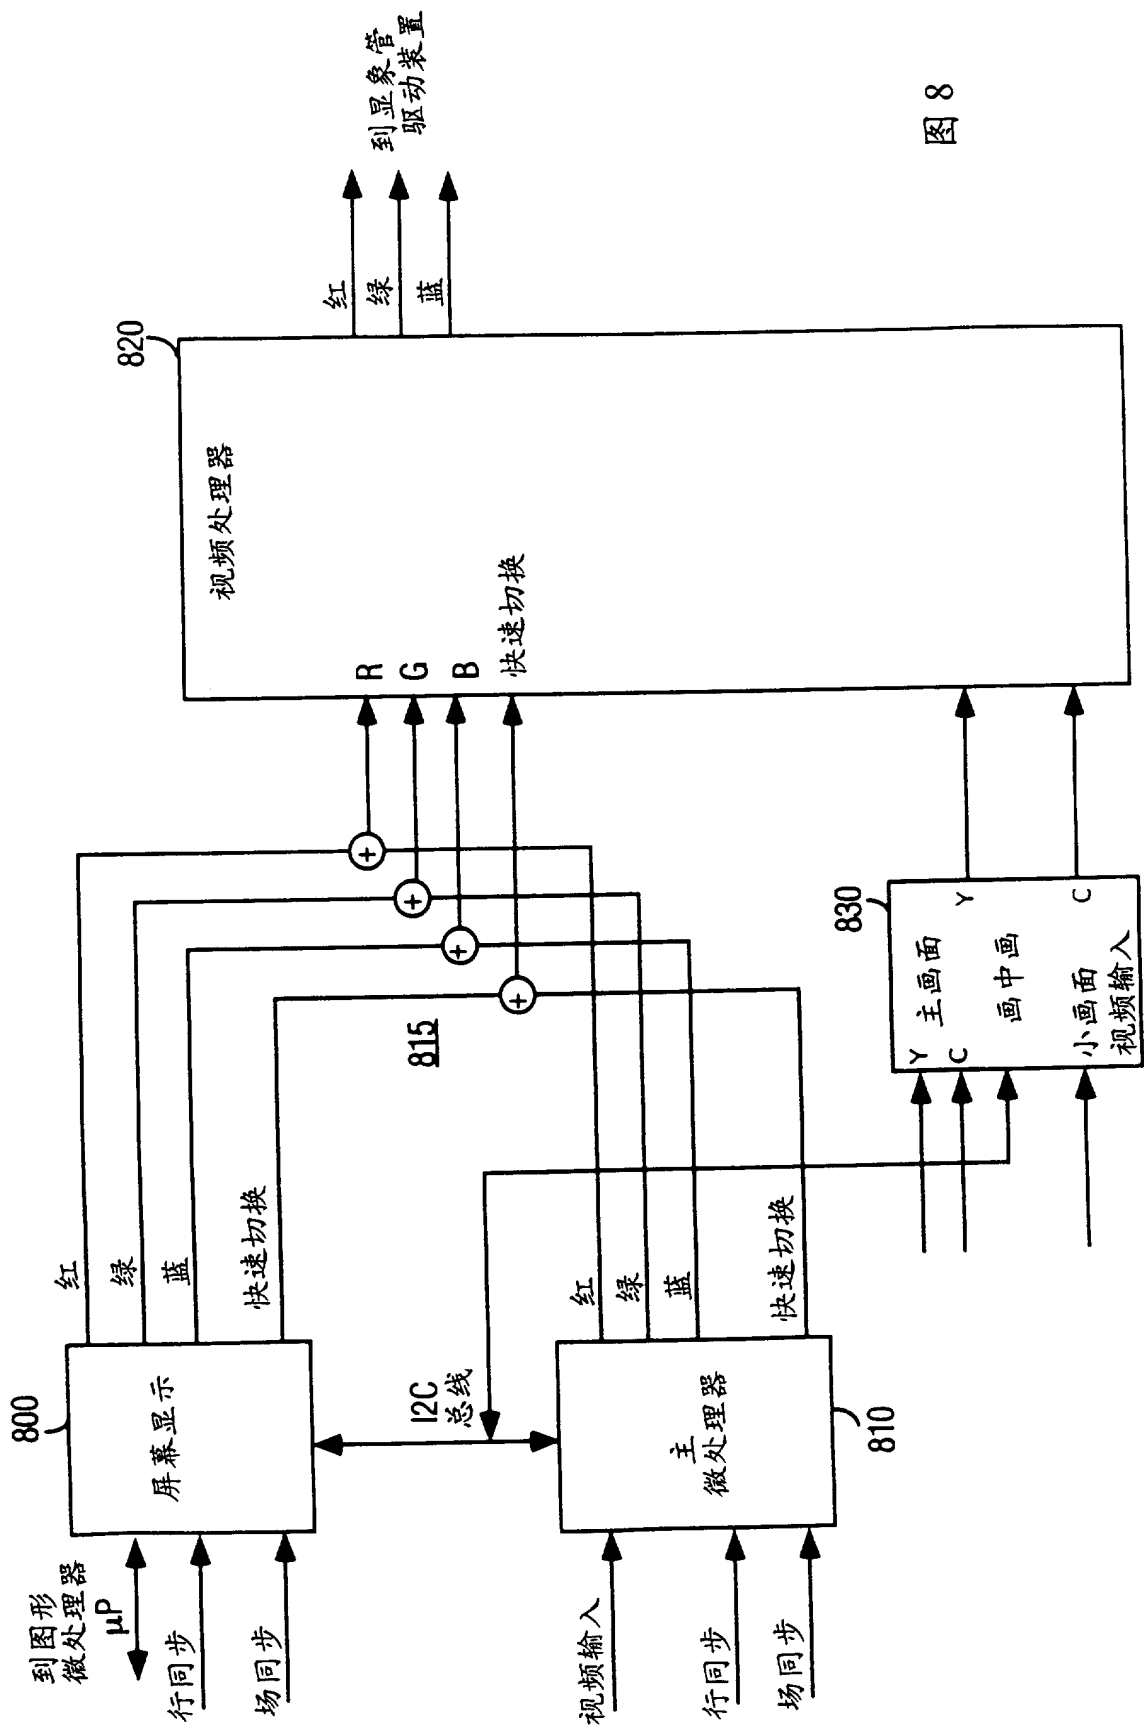 到图形
微处理器
μP
行同步
场同步
800
屏幕显示
红
绿
蓝
快速切换
I2C
总线
视频输入
行同步
场同步
主
微处理器
810
红
绿
蓝
快速切换
815
+
+
+
+
R
G
B
快速切换
视频处理器
820
红
绿
蓝
到显象管
驱动装置
830
Y
C
主画面
画中画
小画面
视频输入
Y
C
图 8